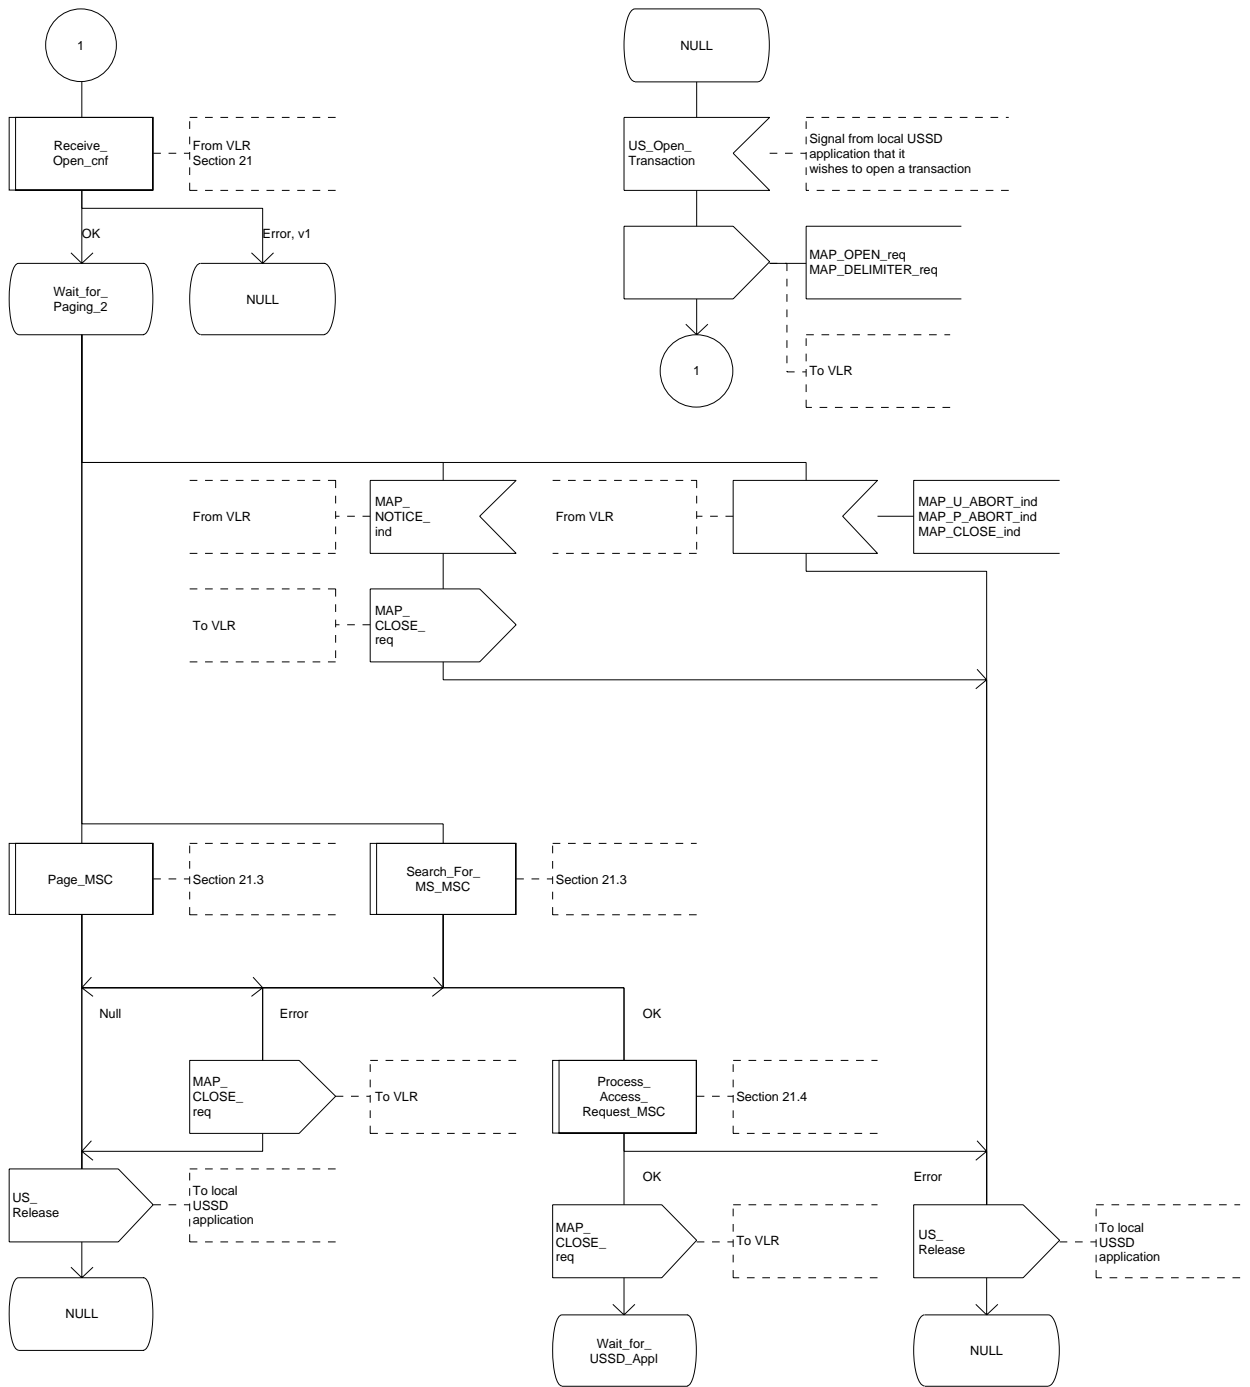 1
NULL
Receive_
Open_cnf
From VLR
Section 21
US_Open_
Transaction
Signal from local USSD
application that it
wishes to open a transaction
OK
Error, v1
MAP_OPEN_req
MAP_DELIMITER_req
Wait_for_
Paging_2
NULL
1
To VLR
From VLR
MAP_
NOTICE_
ind
From VLR
MAP_U_ABORT_ind
MAP_P_ABORT_ind
MAP_CLOSE_ind
To VLR
MAP_
CLOSE_
req
Page_MSC
Section 21.3
Search_For_
MS_MSC
Section 21.3
Null
Error
OK
MAP_
CLOSE_
req
To VLR
Process_
Access_
Request_MSC
Section 21.4
OK
Error
US_
Release
To local
USSD
application
MAP_
CLOSE_
req
To VLR
US_
Release
To local
USSD
application
NULL
Wait_for_
USSD_Appl
NULL